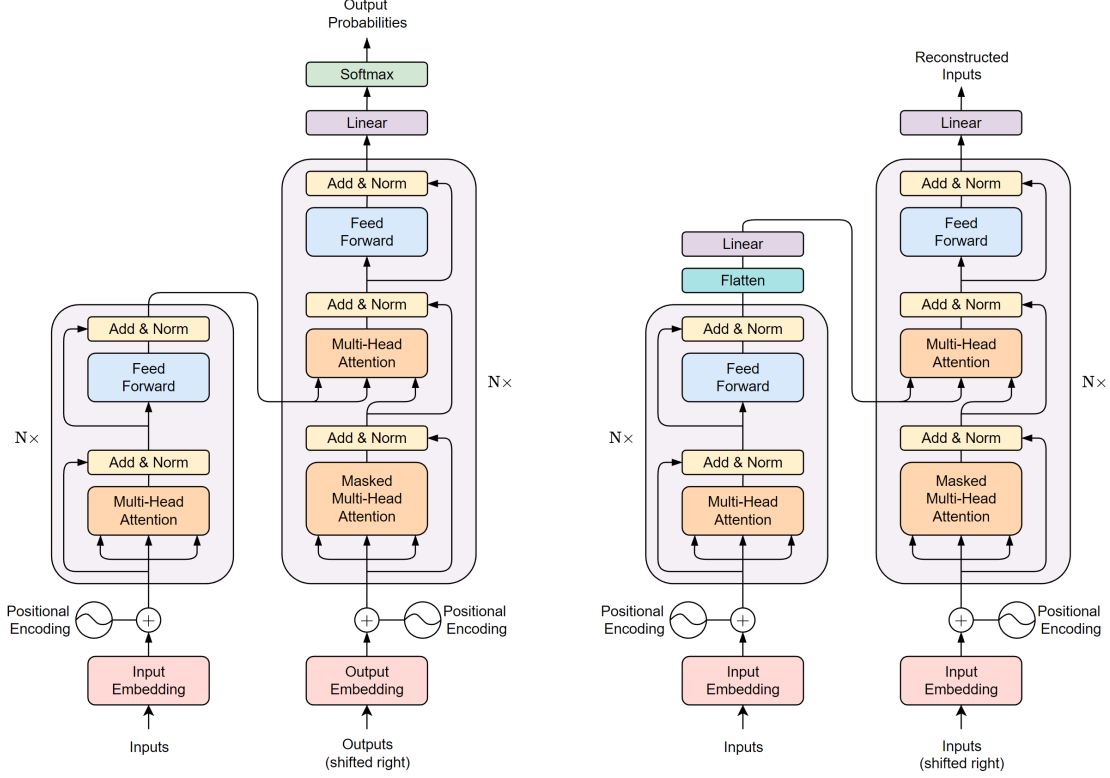 Output
Probabilities
Softmax
Linear
Add & Norm
Feed
Forward
Add & Norm
Multi-Head
Attention
Add & Norm
Masked
Multi-Head
Attention
N×
Add & Norm
Feed
Forward
Add & Norm
Multi-Head
Attention
N×
Positional
Encoding
+
+
Positional
Encoding
Input
Embedding
Output
Embedding
Inputs
Outputs
(shifted right)
Reconstructed
Inputs
Linear
Add & Norm
Feed
Forward
Add & Norm
Multi-Head
Attention
Add & Norm
Masked
Multi-Head
Attention
N×
Linear
Flatten
Add & Norm
Feed
Forward
Add & Norm
Multi-Head
Attention
N×
Positional
Encoding
+
+
Positional
Encoding
Input
Embedding
Input
Embedding
Inputs
Inputs
(shifted right)